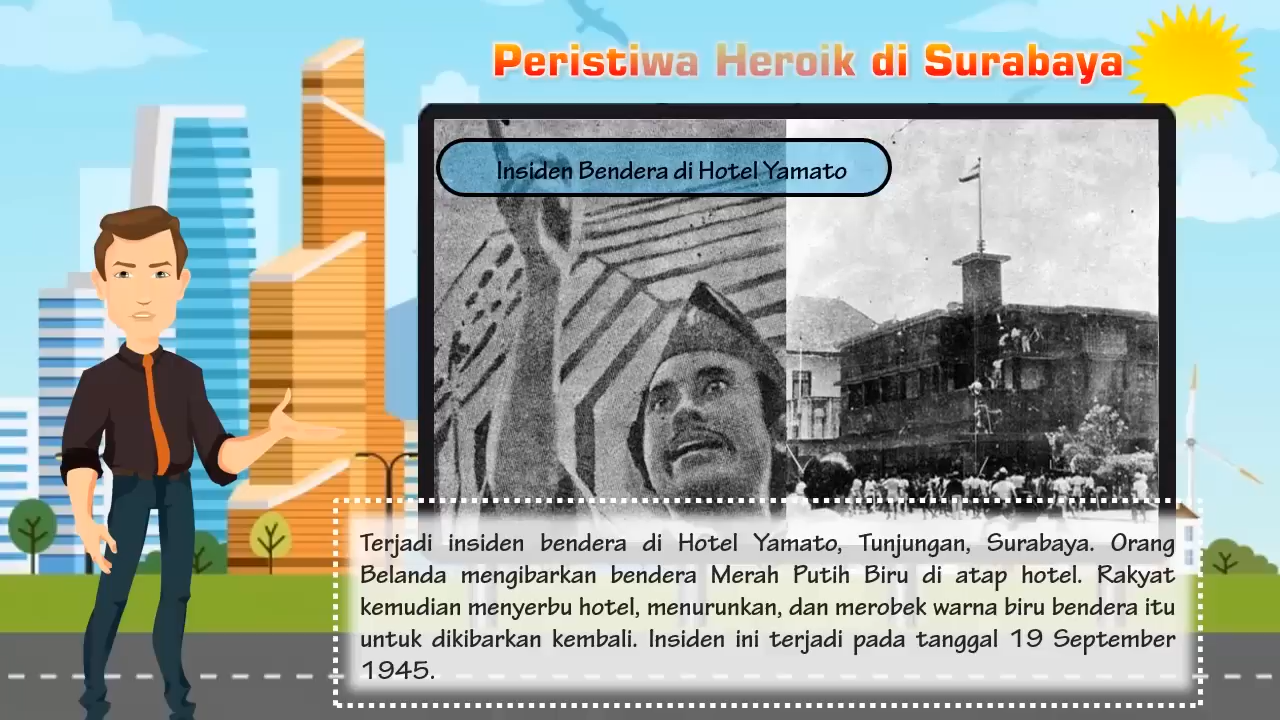 Peristiwa Heroik di Surabaya
Insiden Bendera di Hotel Yamato
Terjadi insiden bendera di Hotel Yamato, Tunjungan, Surabaya. Orang
Belanda mengibarkan bendera Merah Putih Biru di atap hotel. Rakyat
kemudian menyerbu hotel, menurunkan, dan merobek warna biru bendera itu
untuk dikibarkan kembali. Insiden ini terjadi pada tanggal 19 September
1945.